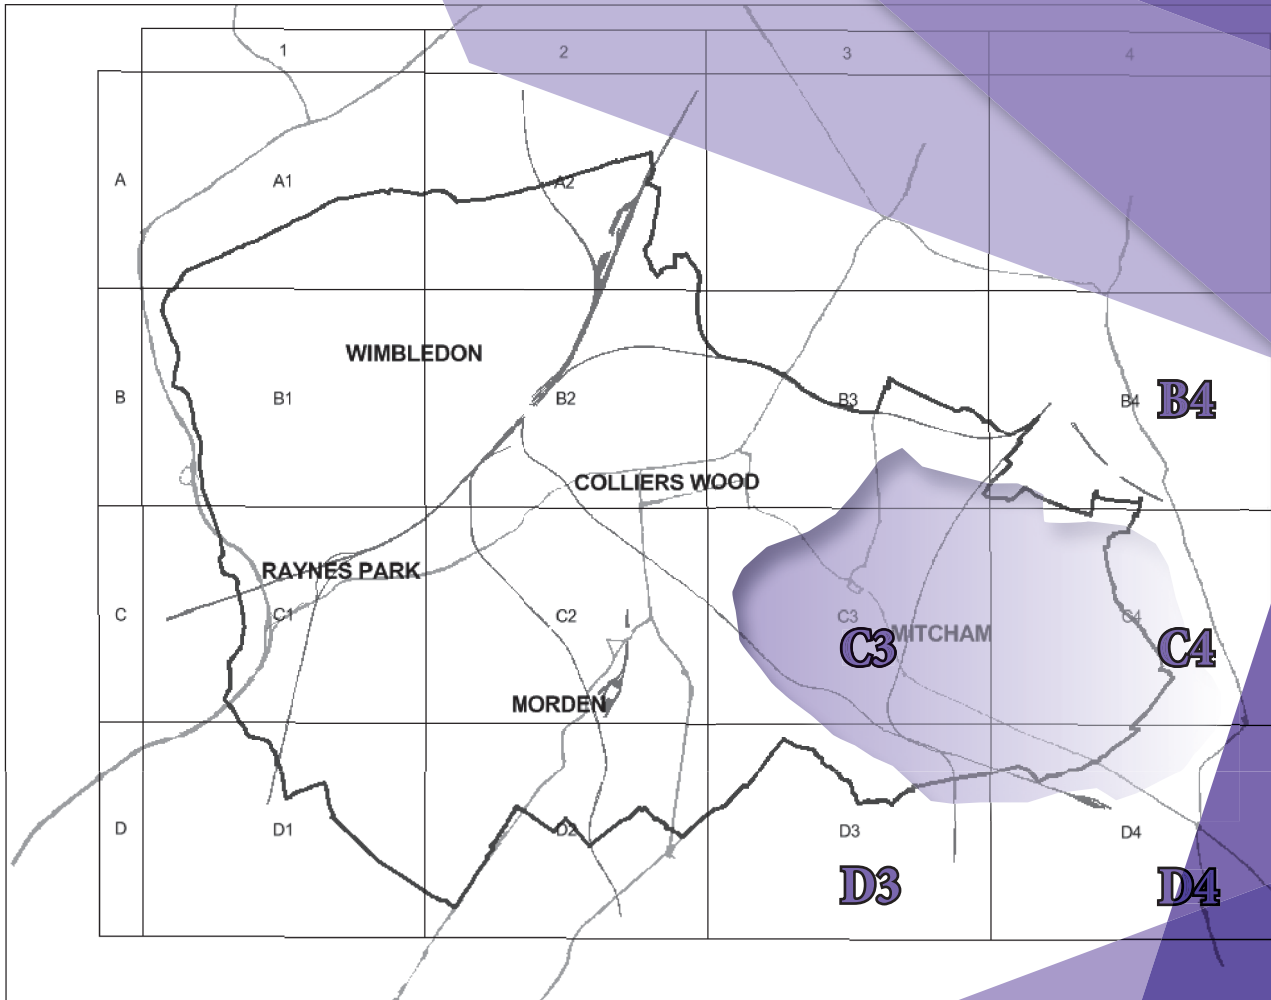 1 2 3 4
A A1 A2
WIMBLEDON
B B1 B2 B3 B4 B4
COLLIERS WOOD
RAYNES PARK
C C1 C2 C3 C4
MITCHAM
C3 C4
MORDEN
D D1 D2 D3 D4
D3 D4